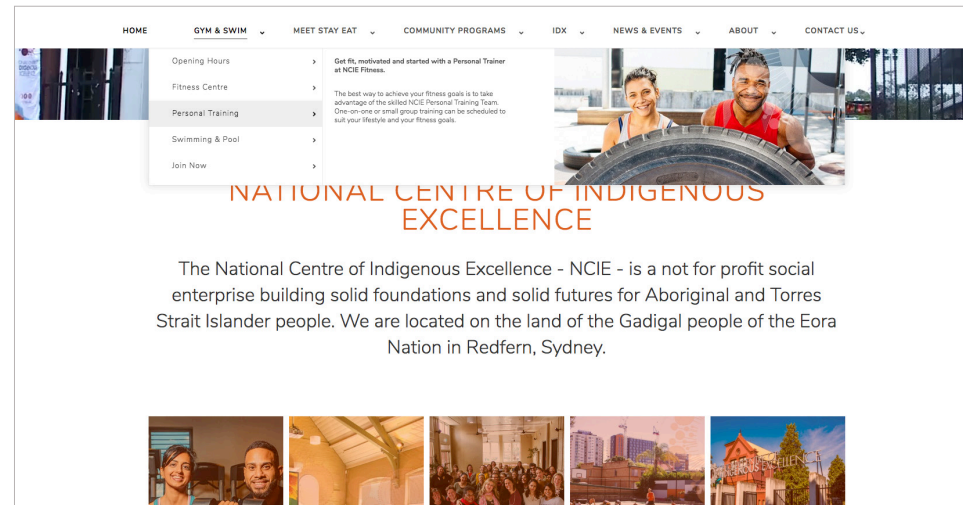 HOME GYM & SWIM MEET STAY EAT COMMUNITY PROGRAMS IDX NEWS & EVENTS ABOUT CONTACT US
Opening Hours
Fitness Centre
Personal Training
Swimming & Pool
Join Now
Get fit, motivated and started with a Personal Trainer
at NCIE Fitness.
The best way to achieve your fitness goals is to take
advantage of the skilled NCIE Personal Training Team.
One-on-one or small group training can be scheduled to
suit your lifestyle and your fitness goals.
NATIONAL CENTRE OF INDIGENOUS
EXCELLENCE
The National Centre of Indigenous Excellence - NCIE - is a not for profit social
enterprise building solid foundations and solid futures for Aboriginal and Torres
Strait Islander people. We are located on the land of the Gadigal people of the Eora
Nation in Redfern, Sydney.